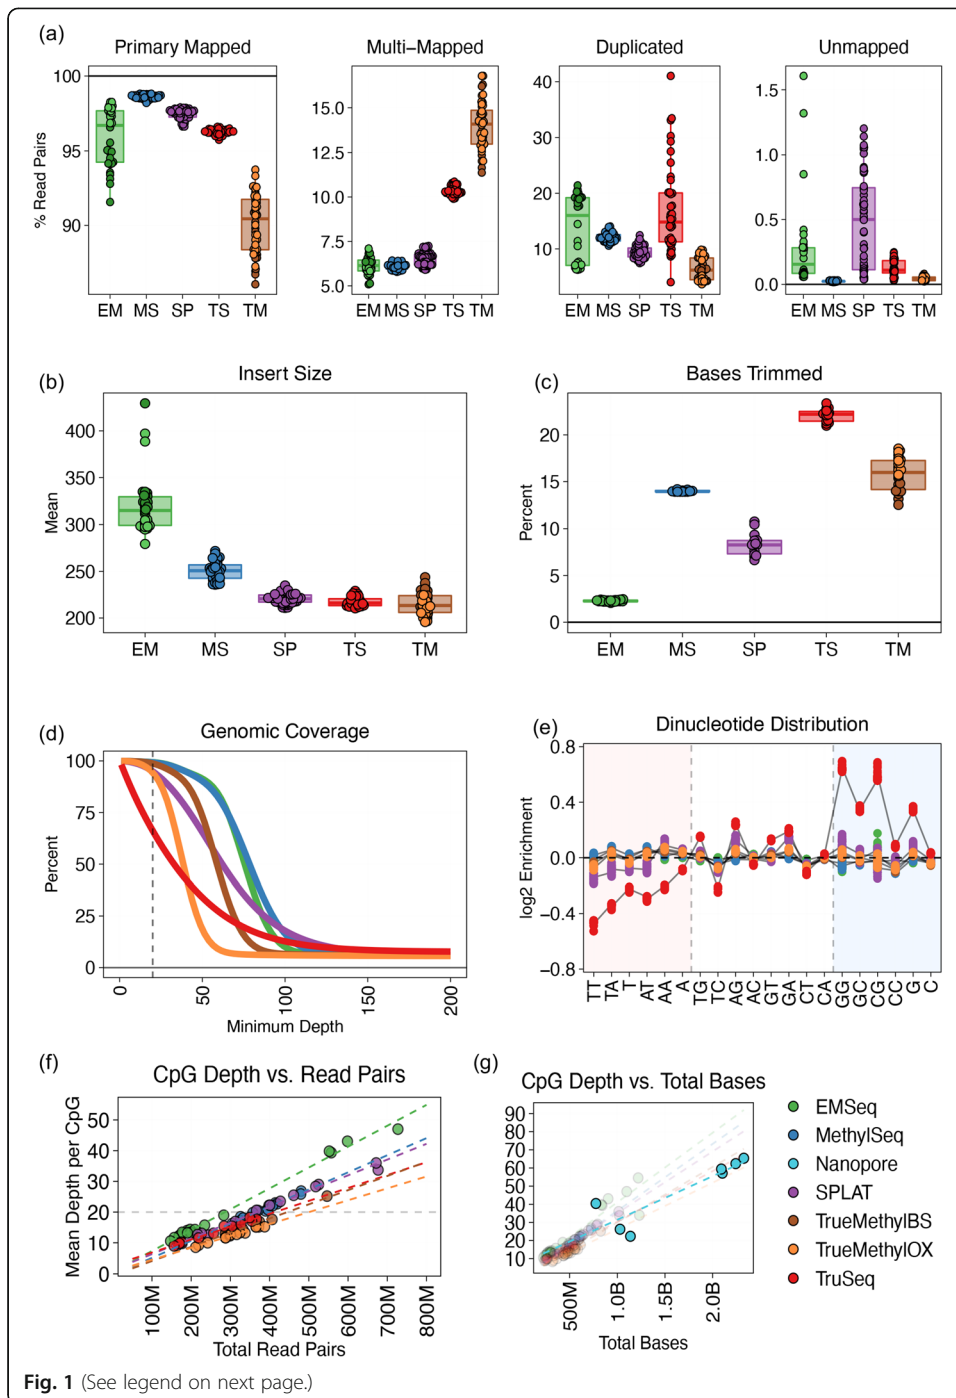 (a)
Primary Mapped
Multi−Mapped
Duplicated
Unmapped
% Read Pairs
100
95
90
EM MS SP TS TM
15.0
12.5
10.0
7.5
5.0
EM MS SP TS TM
40
30
20
10
EM MS SP TS TM
1.5
1.0
0.5
0.0
EM MS SP TS TM
(b)
Insert Size
Mean
400
350
300
250
200
EM MS SP TS TM
(c)
Bases Trimmed
Percent
20
15
10
5
0
EM MS SP TS TM
(d)
Genomic Coverage
Percent
100
75
50
25
0
0 50 100 150 200
Minimum Depth
(e)
Dinucleotide Distribution
log2 Enrichment
0.8
0.4
0.0
−0.4
−0.8
TT TA T AT AA A TG TC AG AC GT GA CT CA GG GC CG CC G C
(f)
CpG Depth vs. Read Pairs
Mean Depth per CpG
50
40
30
20
10
0
100M 200M 300M 400M 500M 600M 700M 800M
Total Read Pairs
(g)
CpG Depth vs. Total Bases
90
80
70
60
50
40
30
20
10
500M 1.0B 1.5B 2.0B
Total Bases
EMSeq
MethylSeq
Nanopore
SPLAT
TrueMethylBS
TrueMethylOX
TruSeq
Fig. 1 (See legend on next page.)